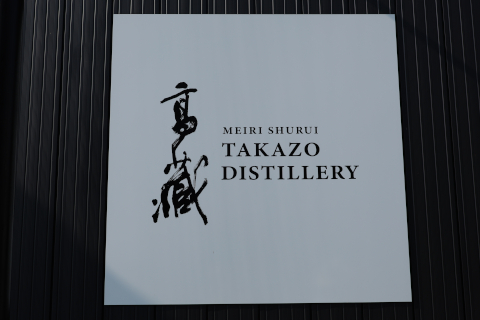 高藏
MEIRI SHURUI
TAKAZO
DISTILLERY